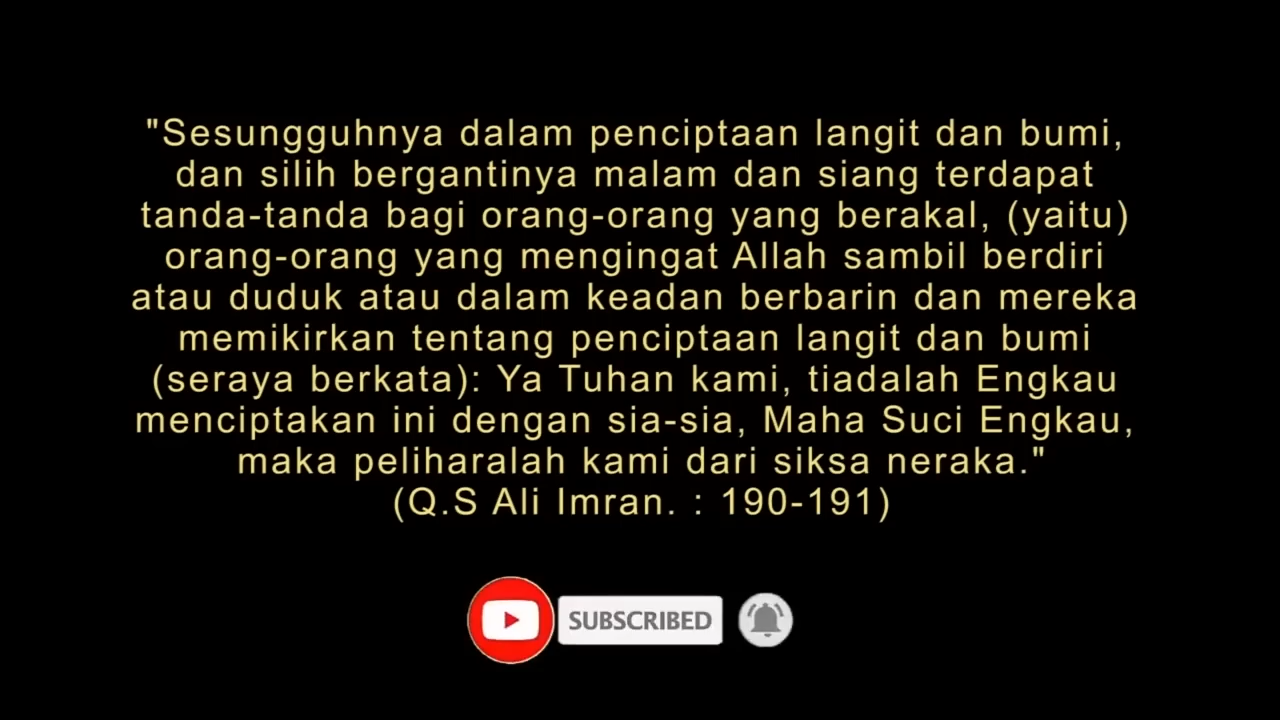 "Sesungguhnya dalam penciptaan langit dan bumi,
dan silih bergantinya malam dan siang terdapat
tanda-tanda bagi orang-orang yang berakal, (yaitu)
orang-orang yang mengingat Allah sambil berdiri
atau duduk atau dalam keadan berbarin dan mereka
memikirkan tentang penciptaan langit dan bumi
(seraya berkata): Ya Tuhan kami, tiadalah Engkau
menciptakan ini dengan sia-sia, Maha Suci Engkau,
maka peliharalah kami dari siksa neraka."
(Q.S Ali Imran. : 190-191)
SUBSCRIBED